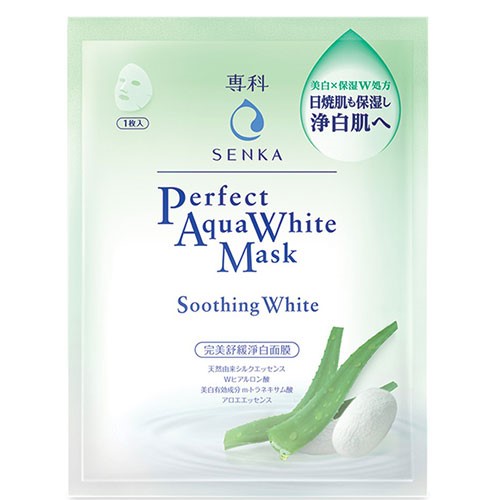 専科
SENKA
1枚入
美白×保湿W処方
日焼肌も保湿し
浄白肌へ
Perfect
AquaWhite
Mask
Soothing White
完美舒緩淨白面膜
天然由来シルクエッセンス
Wヒアルロン酸
美白有効成分 mトラネキサム酸
アロエエッセンス